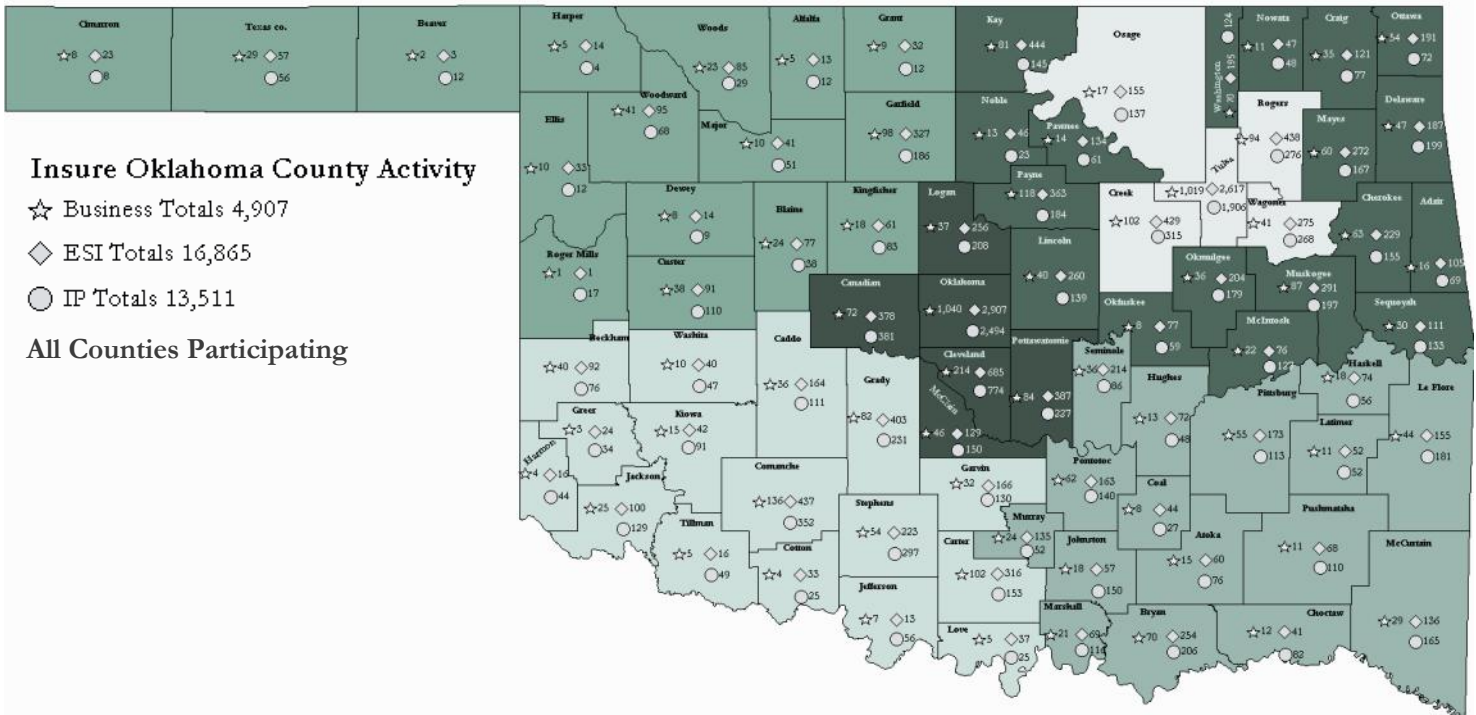 Insure Oklahoma County Activity
Business Totals 4,907
ESI Totals 16,865
IP Totals 13,511
All Counties Participating
Cimarron
8 23
8
Texas co.
29 57
56
Beaver
2 3
12
Harper
5 14
4
Woods
23 85
29
Alfalfa
5 13
12
Grant
9 32
12
Kay
81 444
145
Osage
17 155
137
Washington
70 195
124
Nowata
11 47
48
Craig
35 121
77
Ottawa
54 191
72
Ellis
10 33
12
Woodward
41 95
68
Major
10 41
51
Garfield
98 327
186
Noble
13 46
23
Pawnee
14 134
61
Rogers
94 438
276
Mayes
60 272
167
Delaware
47 187
199
Roger Mills
1 1
17
Dewey
8 14
9
Custer
38 91
110
Blaine
24 77
38
Kingfisher
18 61
83
Logan
37 256
208
Payne
118 363
184
Lincoln
40 260
139
Creek
102 429
315
Tulsa
1,019 2,617
1,906
Wagoner
41 275
268
Cherokee
63 229
155
Adair
16 105
69
Canadian
72 378
381
Oklahoma
1,040 2,907
2,494
Okfuskee
8 77
59
Okmulgee
36 204
179
Muskogee
87 291
197
McIntosh
22 76
127
Sequoyah
30 111
133
Beckham
40 92
76
Washita
10 40
47
Caddo
36 164
111
Grady
82 403
231
Cleveland
214 685
774
McClain
46 129
150
Pottawatomie
84 387
227
Seminole
36 214
86
Hughes
13 72
48
Pittsburg
55 173
113
Haskell
18 74
56
Le Flore
44 155
181
Latimer
11 52
52
Greer
3 24
34
Harmon
4 16
44
Kiowa
15 42
91
Jackson
25 100
129
Tillman
5 16
49
Comanche
136 437
352
Cotton
4 33
25
Stephens
54 223
297
Jefferson
7 13
56
Garvin
32 166
130
Murray
24 135
52
Carter
102 316
153
Love
5 37
25
Pontotoc
62 163
140
Johnston
18 57
150
Marshall
21 69
116
Coal
8 44
27
Atoka
15 60
76
Bryan
70 254
206
Pushmataha
11 68
110
Choctaw
12 41
82
McCurtain
29 136
165